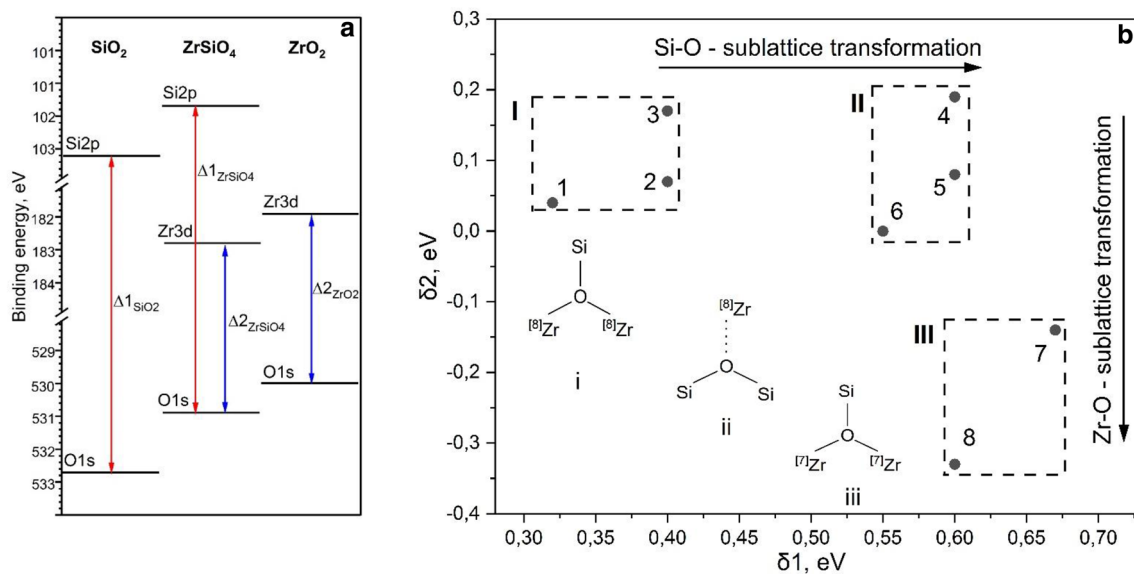 a
SiO2
ZrSiO4
ZrO2
Binding energy, eV
101
101
102
103
182
183
184
529
530
531
532
533
Si2p
Si2p
Zr3d
Zr3d
O1s
O1s
O1s
Δ1SiO2
Δ1ZrSiO4
Δ2ZrSiO4
Δ2ZrO2
b
Si-O - sublattice transformation
Zr-O - sublattice transformation
δ2, eV
0,3
0,2
0,1
0,0
-0,1
-0,2
-0,3
-0,4
I
II
III
1
2
3
4
5
6
7
8
Si
O
[8]Zr [8]Zr
i
[8]Zr
O
Si Si
ii
Si
O
[7]Zr [7]Zr
iii
0,30 0,35 0,40 0,45 0,50 0,55 0,60 0,65 0,70
δ1, eV